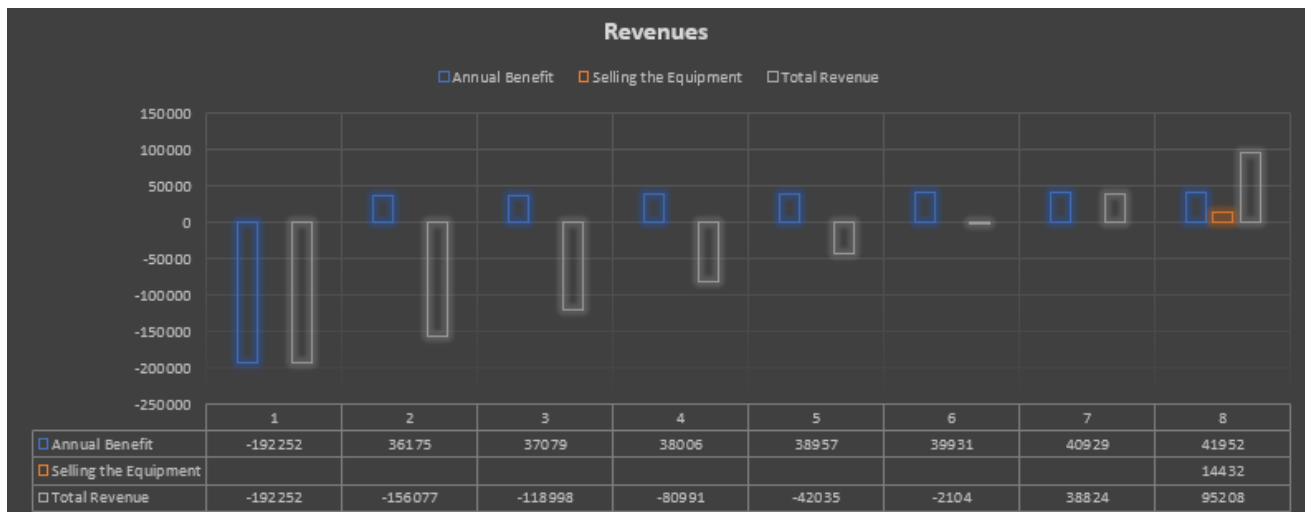 Revenues
Annual Benefit Selling the Equipment Total Revenue
150000
100000
50000
0
-50000
-100000
-150000
-200000
-250000
1 2 3 4 5 6 7 8
Annual Benefit -192252 36175 37079 38006 38957 39931 40929 41952
Selling the Equipment 14432
Total Revenue -192252 -156077 -118998 -80991 -42035 -2104 38824 95208